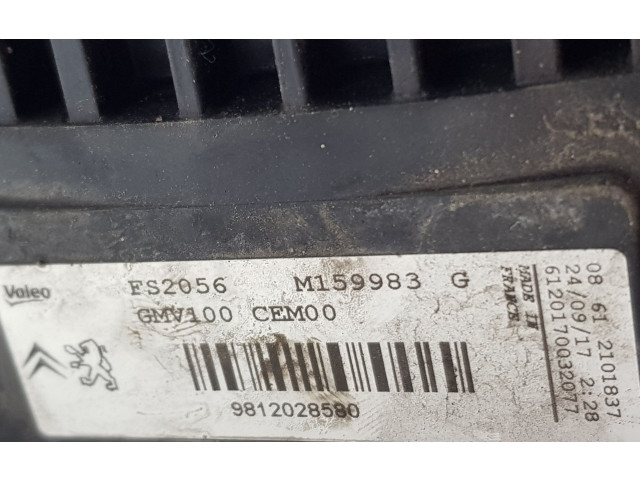 Valeo
FS2056 M159983 G
GMV100 CEM00
9812028580
MADE IN
FRANCE
6120170032077
24/09/17 2:28
08 61 2101837